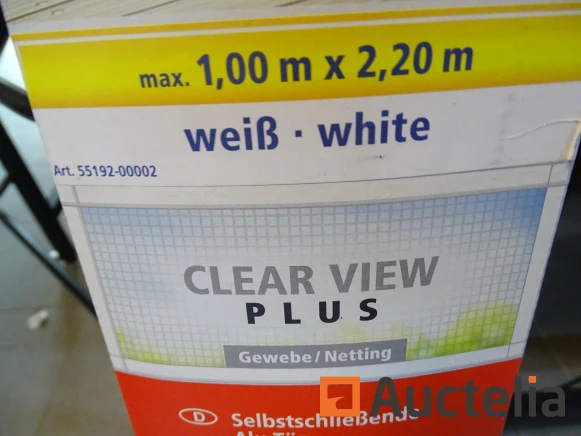 max. 1,00 m x 2,20 m
weiß · white
Art. 55192-00002
CLEAR VIEW
PLUS
Gewebe/Netting
D Selbstschließende
Auctelia